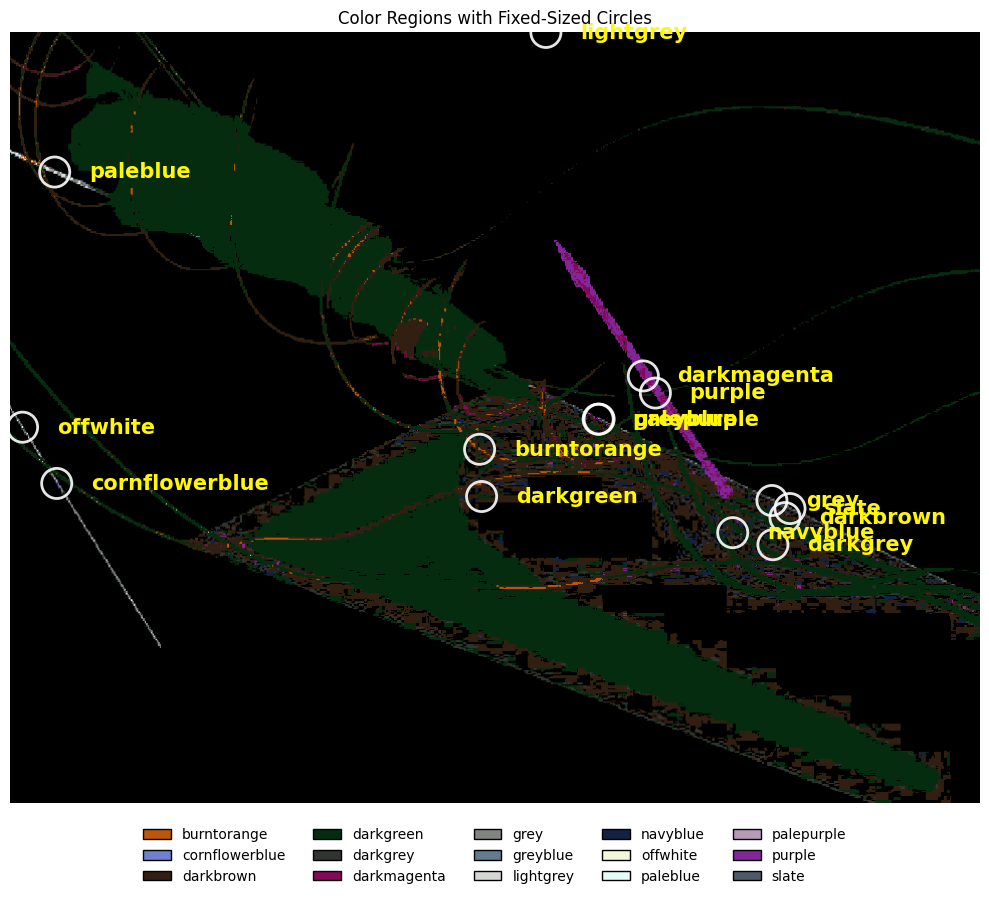 Color Regions with Fixed-Sized Circles
lightgrey
paleblue
darkmagenta
purple
greyblue
palepurple
offwhite
burntorange
cornflowerblue
darkgreen
grey
slate
darkbrown
navyblue
darkgrey
burntorange darkgreen grey navyblue palepurple
cornflowerblue darkgrey greyblue offwhite purple
darkbrown darkmagenta lightgrey paleblue slate